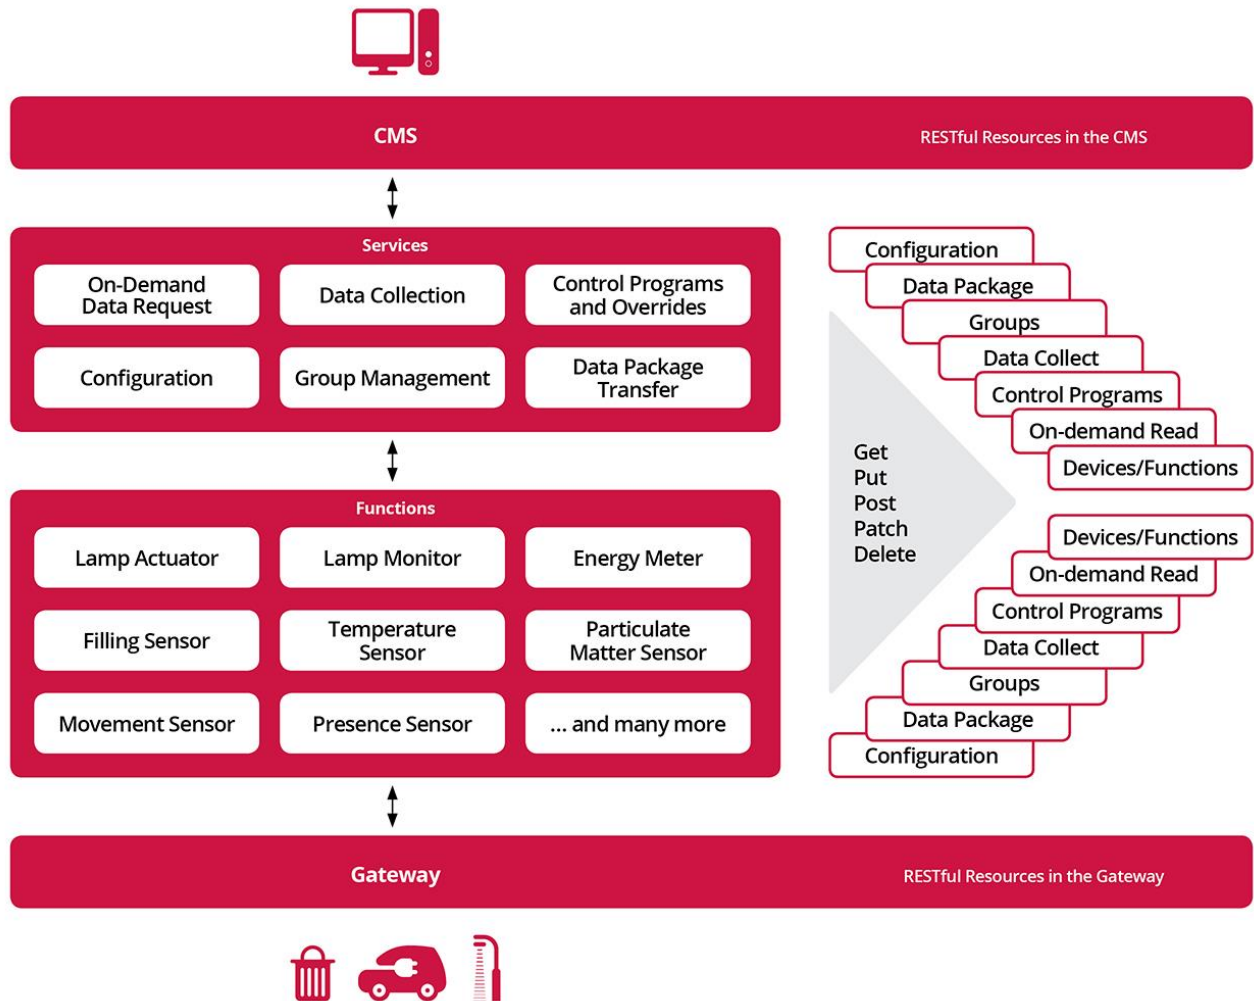 CMS
RESTful Resources in the CMS
Services
On-Demand
Data Request
Data Collection
Control Programs
and Overrides
Configuration
Group Management
Data Package
Transfer
Functions
Lamp Actuator
Lamp Monitor
Energy Meter
Filling Sensor
Temperature
Sensor
Particulate
Matter Sensor
Movement Sensor
Presence Sensor
... and many more
Configuration
Data Package
Groups
Data Collect
Control Programs
On-demand Read
Devices/Functions
Get
Put
Post
Patch
Delete
Devices/Functions
On-demand Read
Control Programs
Data Collect
Groups
Data Package
Configuration
Gateway
RESTful Resources in the Gateway